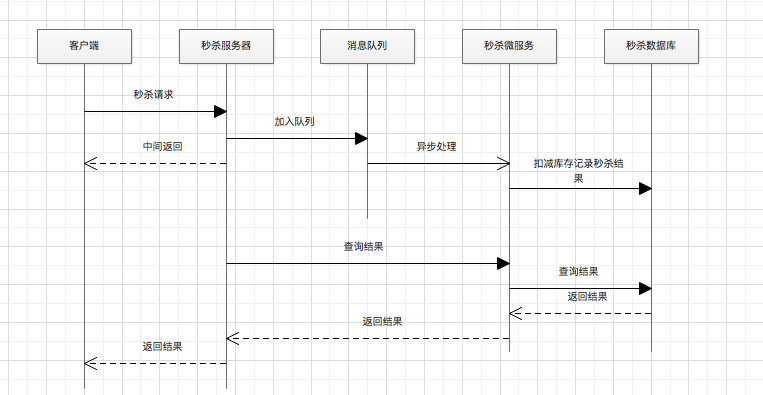 客户端
秒杀服务器
消息队列
秒杀微服务
秒杀数据库
秒杀请求
加入队列
中间返回
异步处理
扣减库存记录秒杀结
果
查询结果
查询结果
返回结果
返回结果
返回结果